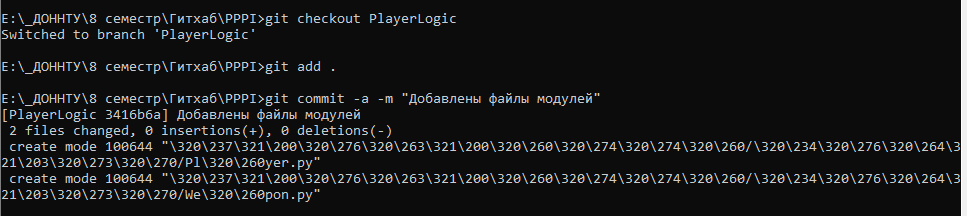 E:\_ДОННТУ\8 семестр\Гитхаб\PPPI>git checkout PlayerLogic
Switched to branch 'PlayerLogic'
E:\_ДОННТУ\8 семестр\Гитхаб\PPPI>git add .
E:\_ДОННТУ\8 семестр\Гитхаб\PPPI>git commit -a -m "Добавлены файлы модулей"
[PlayerLogic 3416b6a] Добавлены файлы модулей
2 files changed, 0 insertions(+), 0 deletions(-)
create mode 100644 "\320\237\321\200\320\276\320\263\321\200\320\260\320\274\320\274\320\260/\320\234\320\276\320\264\3
21\203\320\273\320\270/Pl\320\260yer.py"
create mode 100644 "\320\237\321\200\320\276\320\263\321\200\320\260\320\274\320\274\320\260/\320\234\320\276\320\264\3
21\203\320\273\320\270/We\320\260pon.py"